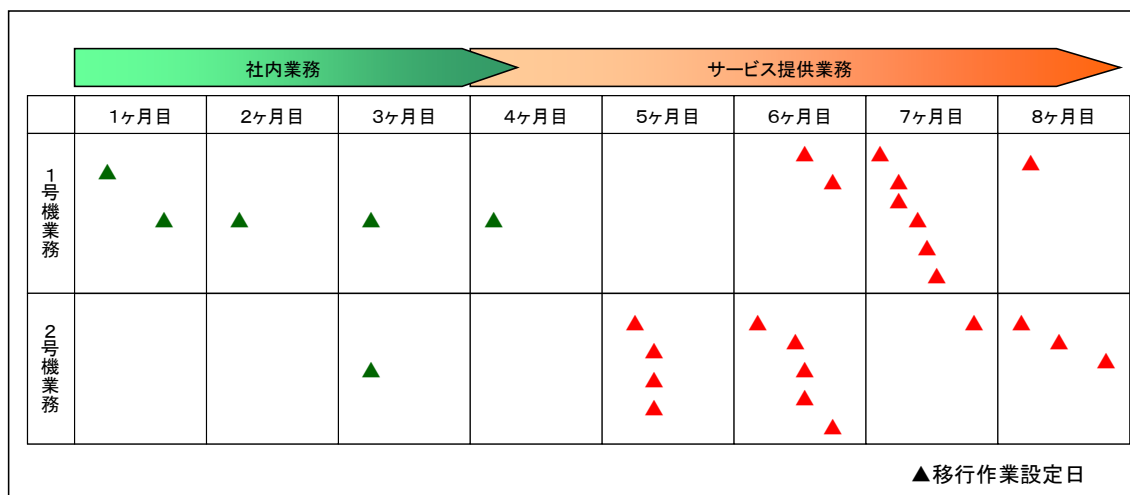 社内業務
サービス提供業務
1ヶ月目 2ヶ月目 3ヶ月目 4ヶ月目 5ヶ月目 6ヶ月目 7ヶ月目 8ヶ月目
1号機業務
2号機業務
▲移行作業設定日